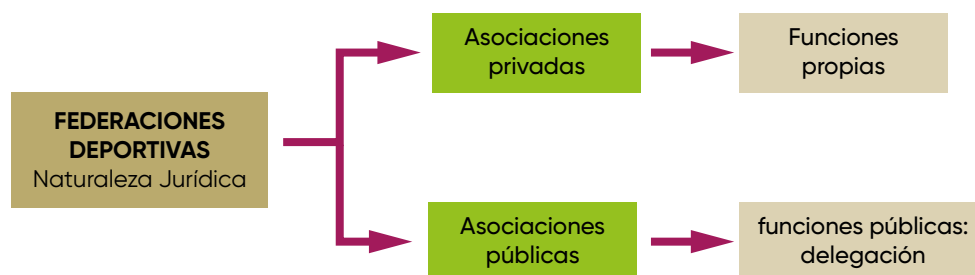 FEDERACIONES
DEPORTIVAS
Naturaleza Jurídica
Asociaciones
privadas
Funciones
propias
Asociaciones
públicas
funciones públicas:
delegación